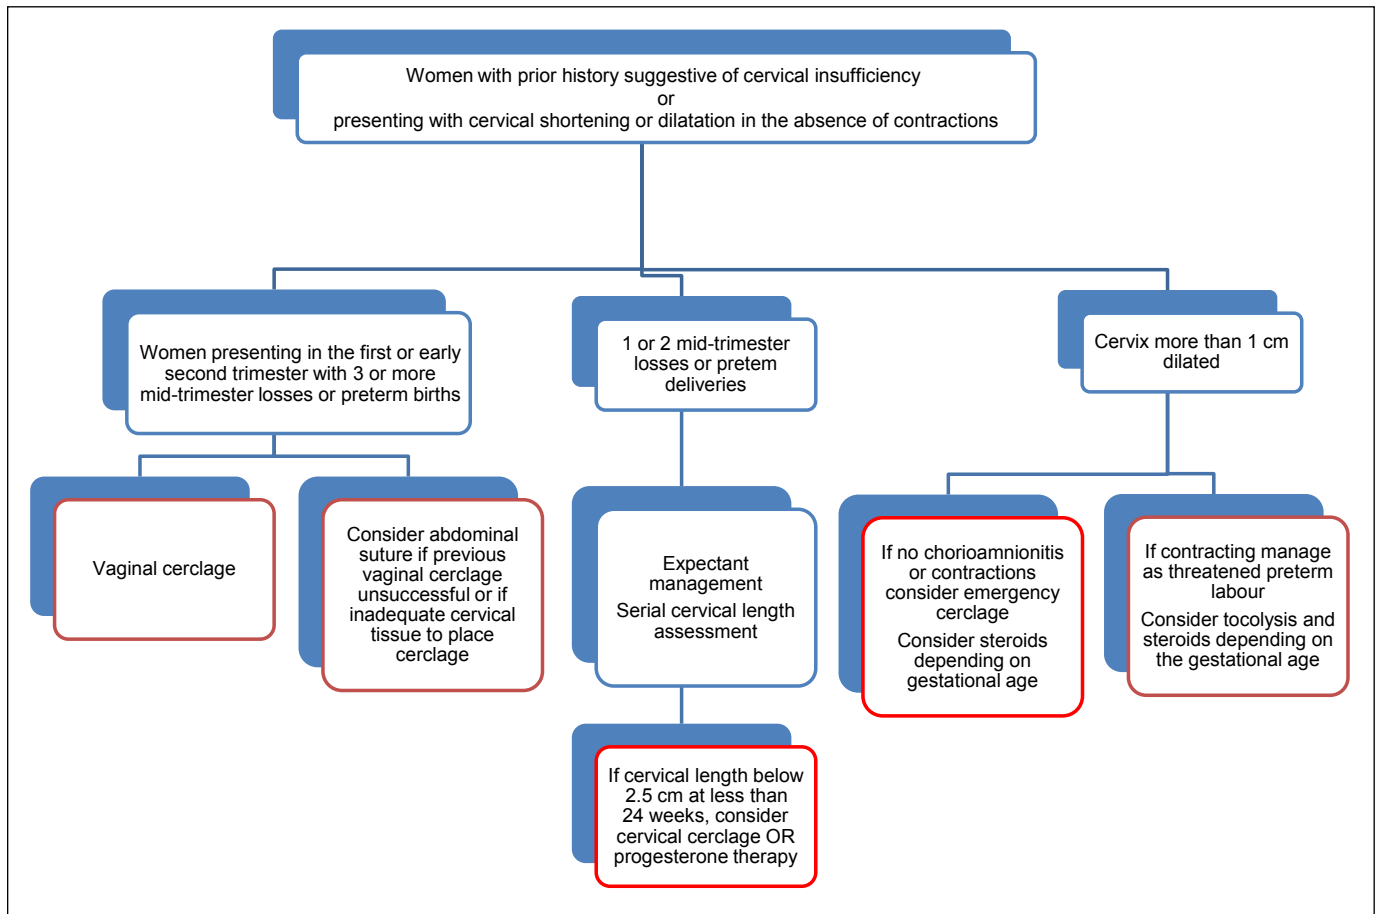 Women with prior history suggestive of cervical insufficiency
or
presenting with cervical shortening or dilatation in the absence of contractions
Women presenting in the first or early
second trimester with 3 or more
mid-trimester losses or preterm births
1 or 2 mid-trimester
losses or pretem
deliveries
Cervix more than 1 cm
dilated
Vaginal cerclage
Consider abdominal
suture if previous
vaginal cerclage
unsuccessful or if
inadequate cervical
tissue to place
cerclage
Expectant
management
Serial cervical length
assessment
If no chorioamnionitis
or contractions
consider emergency
cerclage
Consider steroids
depending on
gestational age
If contracting manage
as threatened preterm
labour
Consider tocolysis and
steroids depending on
the gestational age
If cervical length below
2.5 cm at less than
24 weeks, consider
cervical cerclage OR
progesterone therapy